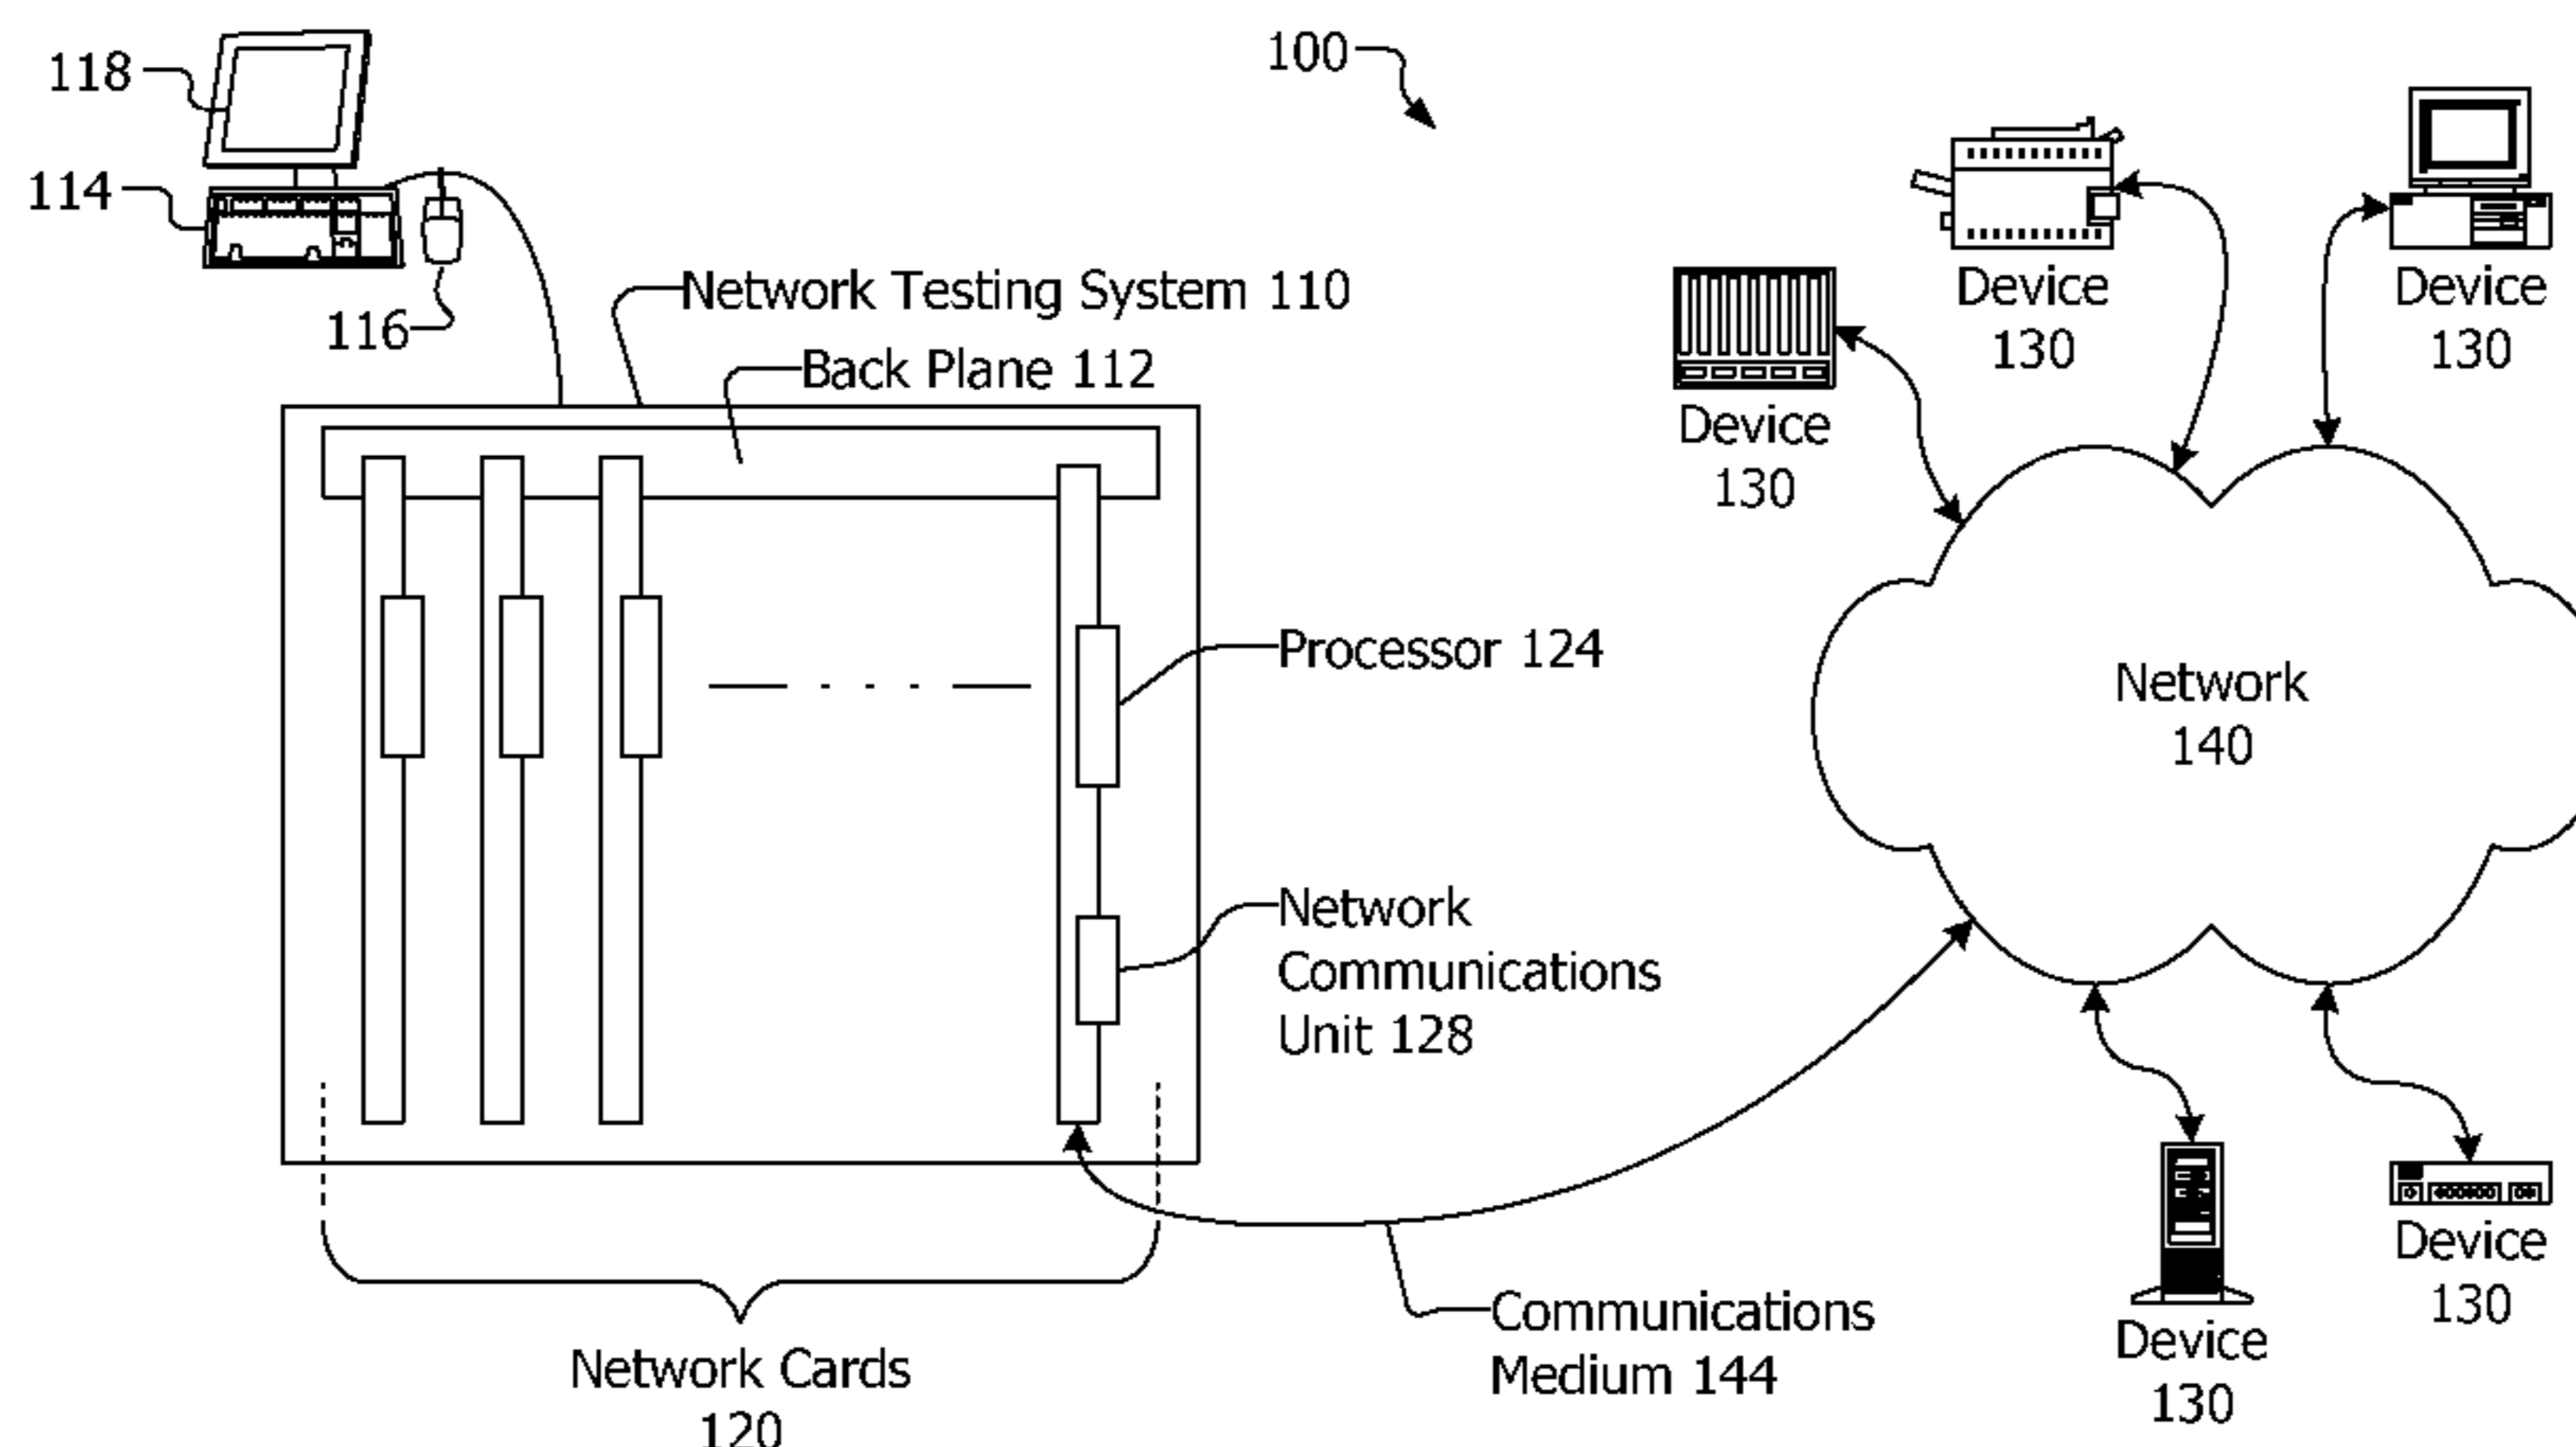 118
100
114
116
Network Testing System 110
Back Plane 112
Device
130
Device
130
Device
130
Processor 124
Network
140
Network
Communications
Unit 128
Communications
Medium 144
Device
130
Device
130
Network Cards
120